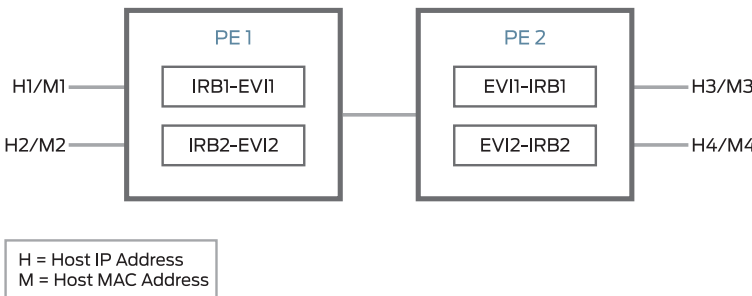 PE 1
PE 2
H1/M1
IRB1-EVI1
EVI1-IRB1
H3/M3
H2/M2
IRB2-EVI2
EVI2-IRB2
H4/M4
H = Host IP Address
M = Host MAC Address